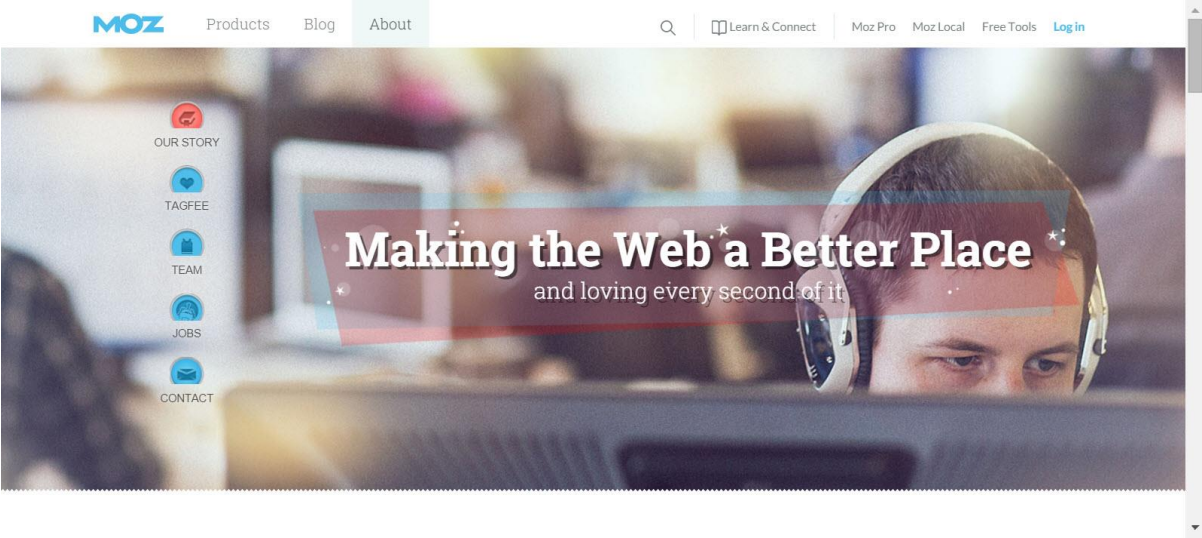 MOZ
Products Blog About
Learn & Connect Moz Pro Moz Local Free Tools Log in
OUR STORY
TAGFEE
TEAM
JOBS
CONTACT
Making the Web a Better Place
and loving every second of it